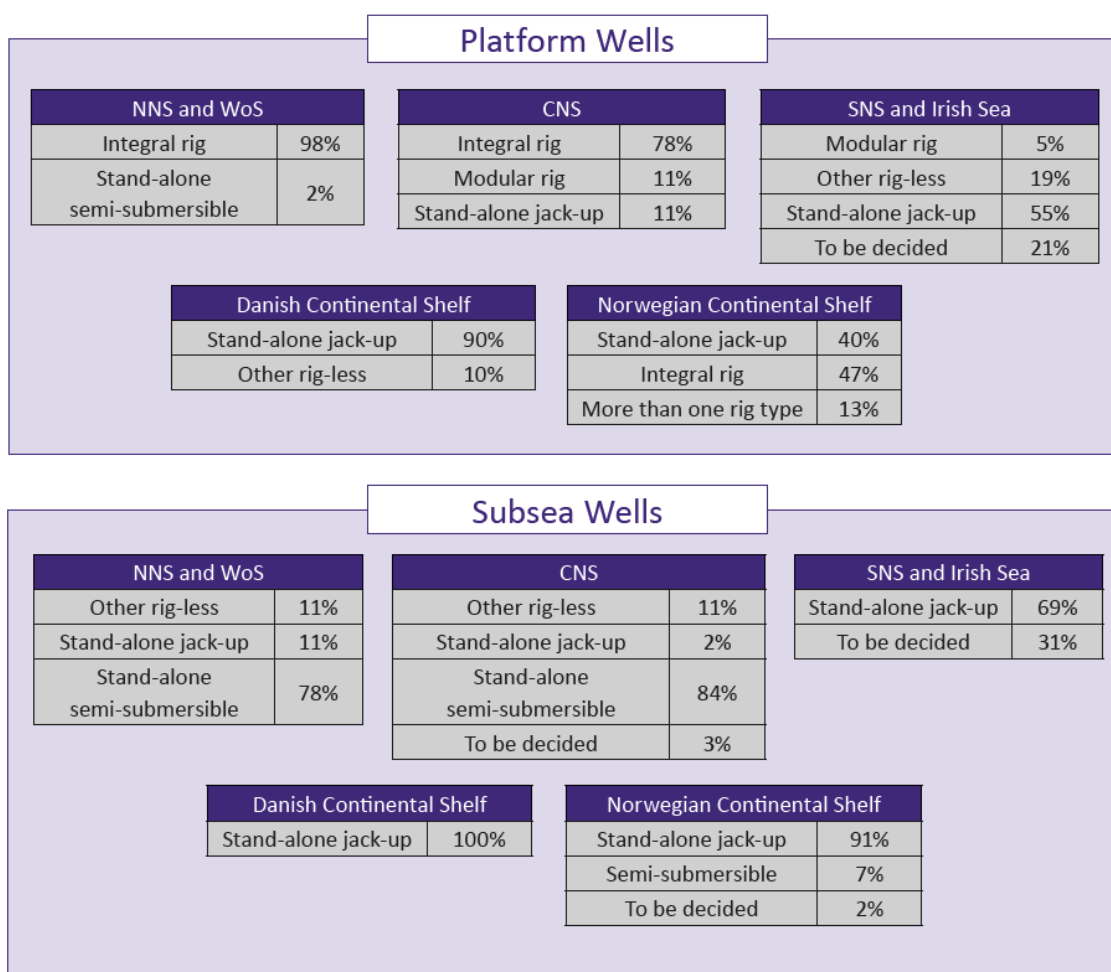 Platform Wells
NNS and WoS
Integral rig 98%
Stand-alone
semi-submersible 2%
CNS
Integral rig 78%
Modular rig 11%
Stand-alone jack-up 11%
SNS and Irish Sea
Modular rig 5%
Other rig-less 19%
Stand-alone jack-up 55%
To be decided 21%
Danish Continental Shelf
Stand-alone jack-up 90%
Other rig-less 10%
Norwegian Continental Shelf
Stand-alone jack-up 40%
Integral rig 47%
More than one rig type 13%
Subsea Wells
NNS and WoS
Other rig-less 11%
Stand-alone jack-up 11%
Stand-alone
semi-submersible 78%
CNS
Other rig-less 11%
Stand-alone jack-up 2%
Stand-alone
semi-submersible 84%
To be decided 3%
SNS and Irish Sea
Stand-alone jack-up 69%
To be decided 31%
Danish Continental Shelf
Stand-alone jack-up 100%
Norwegian Continental Shelf
Stand-alone jack-up 91%
Semi-submersible 7%
To be decided 2%